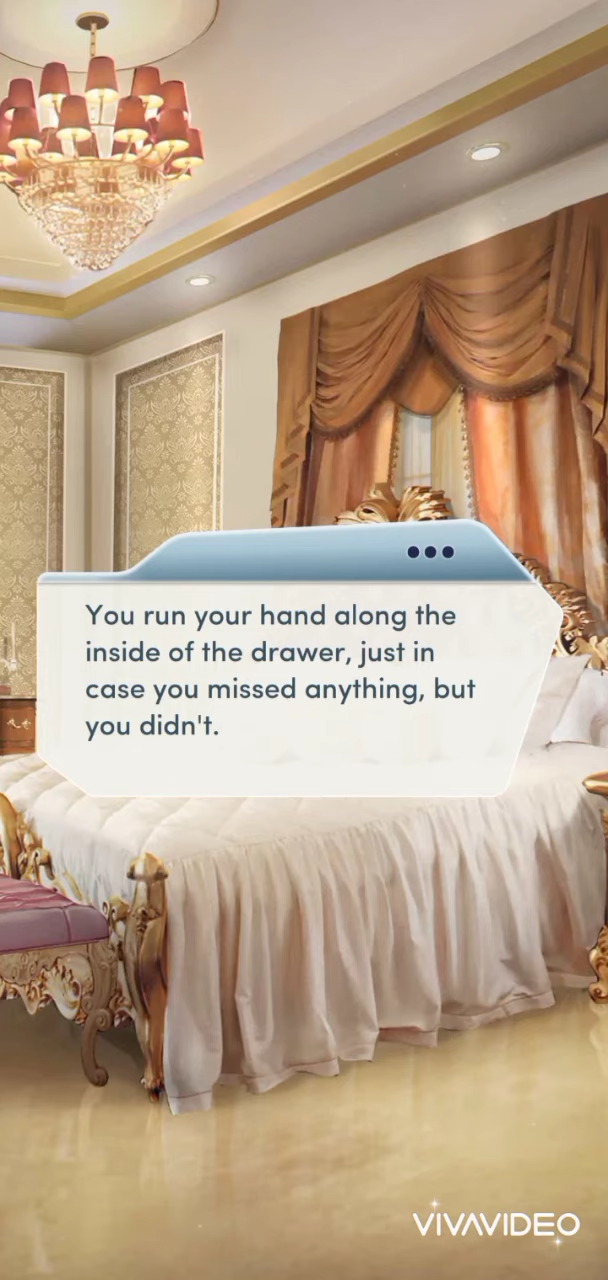 You run your hand along the
inside of the drawer, just in
case you missed anything, but
you didn't.
VIVAVIDEO